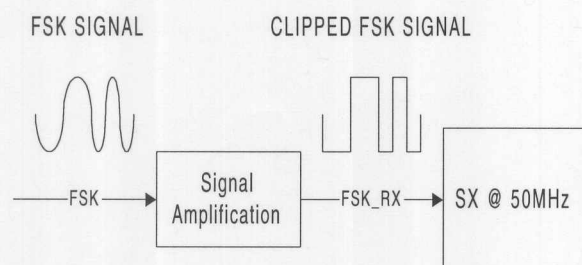 FSK SIGNAL
CLIPPED FSK SIGNAL
FSK
Signal
Amplification
FSK_RX
SX @ 50MHz